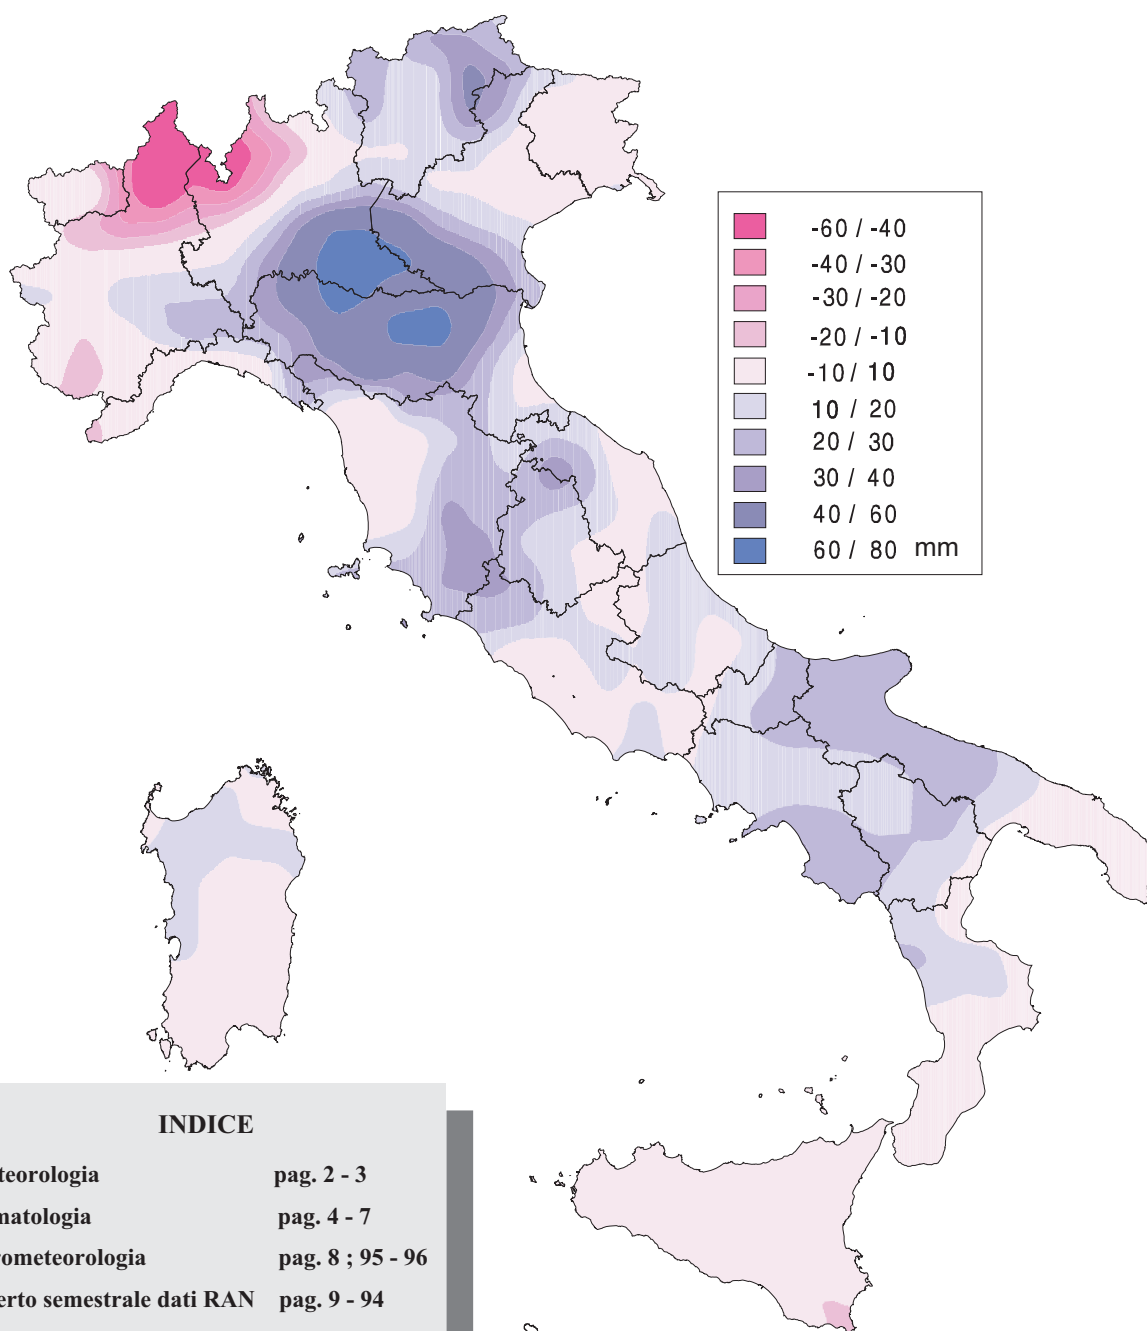 -60 / -40
-40 / -30
-30 / -20
-20 / -10
-10 / 10
10 / 20
20 / 30
30 / 40
40 / 60
60 / 80 mm
INDICE
teorologia pag. 2 - 3
matologia pag. 4 - 7
rometeorologia pag. 8 ; 95 - 96
erto semestrale dati RAN pag. 9 - 94